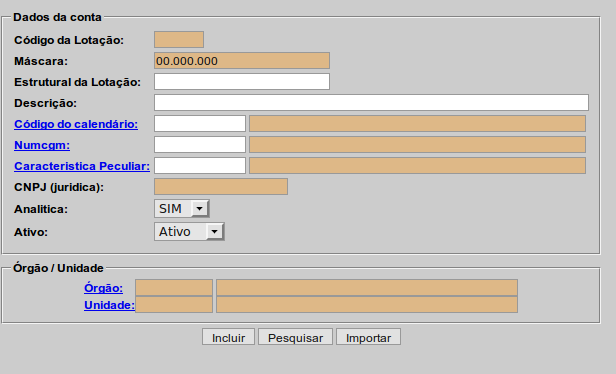 Dados da conta
Código da Lotação:
Máscara: 00.000.000
Estrutural da Lotação:
Descrição:
Código do calendário:
Numcgm:
Caracteristica Peculiar:
CNPJ (juridica):
Analitica: SIM
Ativo: Ativo
Órgão / Unidade
Órgão:
Unidade:
Incluir Pesquisar Importar